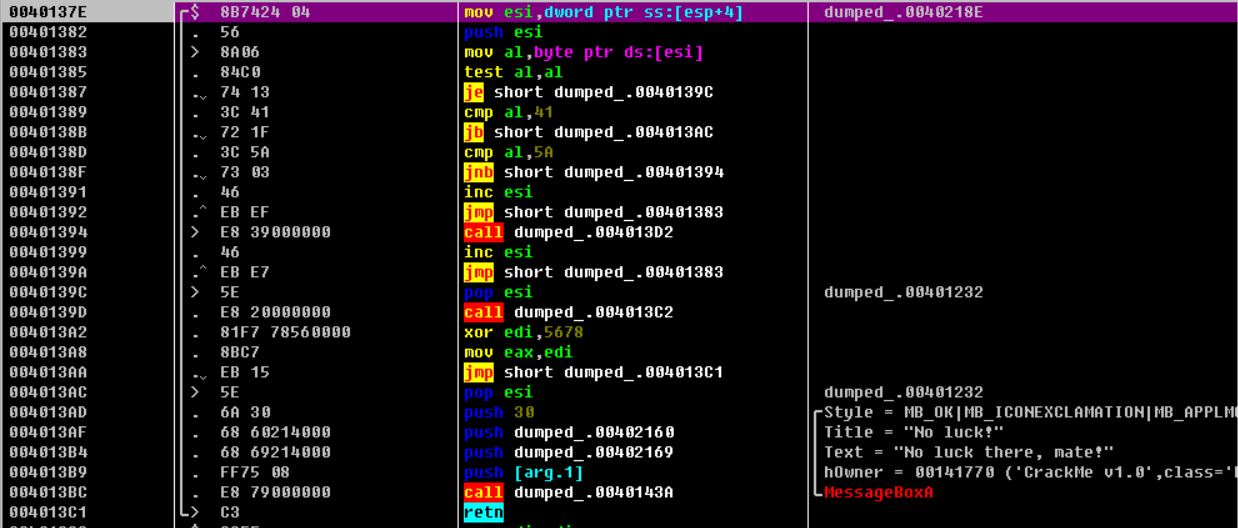 0040137E $ 8B7424 04 mov esi,dword ptr ss:[esp+4] dumped_.0040218E
00401382 . 56 push esi
00401383 > 8A06 mov al,byte ptr ds:[esi]
00401385 . 84C0 test al,al
00401387 .⌄ 74 13 je short dumped_.0040139C
00401389 . 3C 41 cmp al,41
0040138B .⌄ 72 1F jb short dumped_.004013AC
0040138D . 3C 5A cmp al,5A
0040138F .⌄ 73 03 jnb short dumped_.00401394
00401391 . 46 inc esi
00401392 .^ EB EF jmp short dumped_.00401383
00401394 > E8 39000000 call dumped_.004013D2
00401399 . 46 inc esi
0040139A .^ EB E7 jmp short dumped_.00401383
0040139C > 5E pop esi dumped_.00401232
0040139D . E8 20000000 call dumped_.004013C2
004013A2 . 81F7 78560000 xor edi,5678
004013A8 . 8BC7 mov eax,edi
004013AA .⌄ EB 15 jmp short dumped_.004013C1
004013AC > 5E pop esi dumped_.00401232
004013AD . 6A 30 push 30 Style = MB_OK|MB_ICONEXCLAMATION|MB_APPLM
004013AF . 68 60214000 push dumped_.00402160 Title = "No luck!"
004013B4 . 68 69214000 push dumped_.00402169 Text = "No luck there, mate!"
004013B9 . FF75 08 push [arg.1] hOwner = 00141770 ('CrackMe v1.0',class='
004013BC . E8 79000000 call dumped_.0040143A MessageBoxA
004013C1 > C3 retn